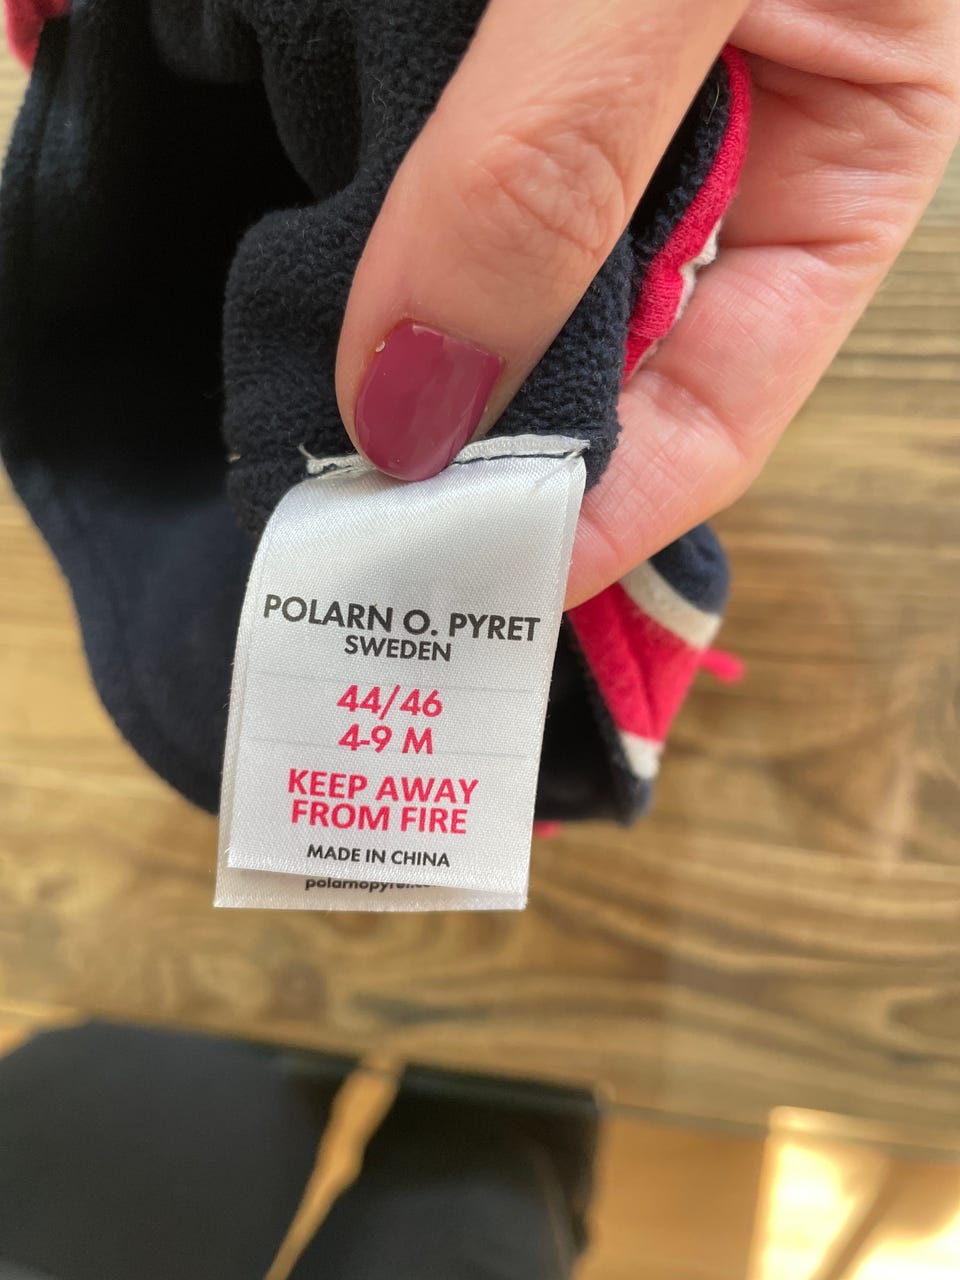 POLARN O. PYRET
SWEDEN
44/46
4-9 M
KEEP AWAY
FROM FIRE
MADE IN CHINA